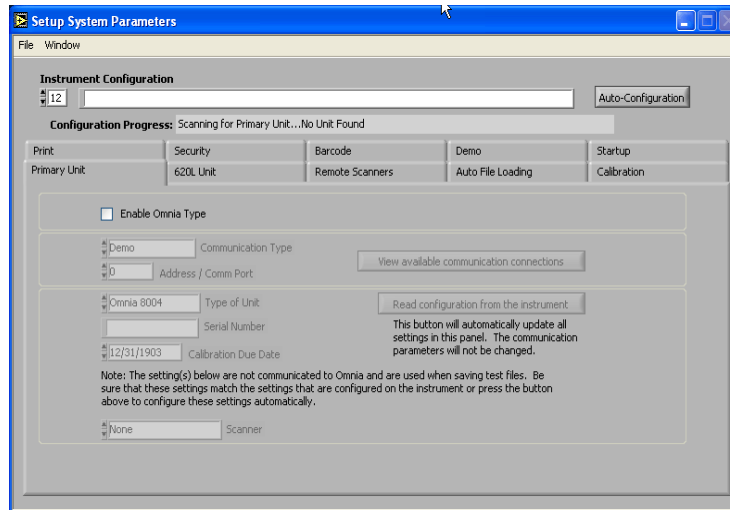 Setup System Parameters
File Window
Instrument Configuration
12
Auto-Configuration
Configuration Progress: Scanning for Primary Unit...No Unit Found
Print Security Barcode Demo Startup
Primary Unit 620L Unit Remote Scanners Auto File Loading Calibration
Enable Omnia Type
Demo Communication Type
View available communication connections
0 Address / Comm Port
Omnia 8004 Type of Unit
Read configuration from the instrument
Serial Number
This button will automatically update all
settings in this panel. The communication
parameters will not be changed.
12/31/1903 Calibration Due Date
Note: The setting(s) below are not communicated to Omnia and are used when saving test files. Be
sure that these settings match the settings that are configured on the instrument or press the button
above to configure these settings automatically.
None Scanner